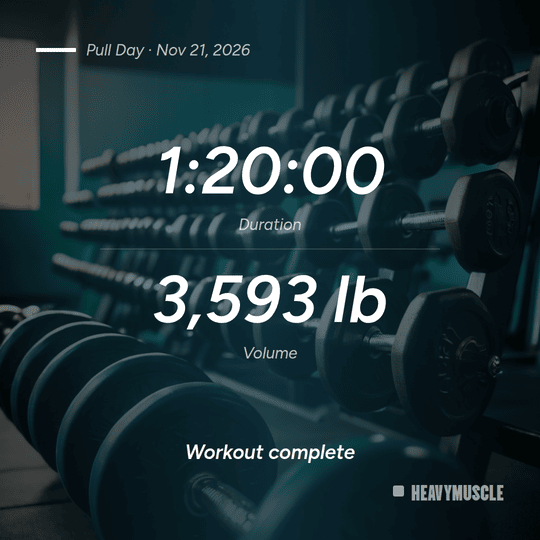 Pull Day · Nov 21, 2026
1:20:00
Duration
3,593 lb
Volume
Workout complete
HEAVYMUSCLE